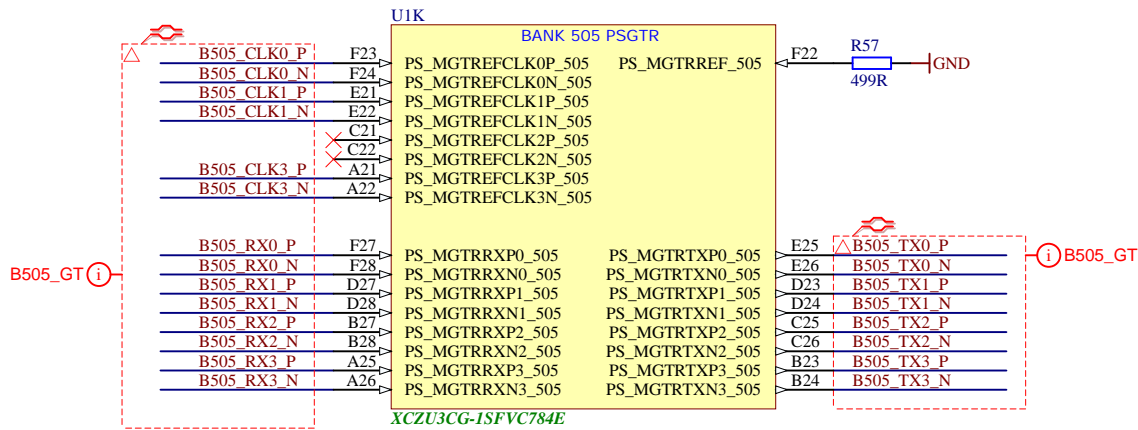 U1K
BANK 505 PSGTR
B505_CLK0_P F23 PS_MGTREFCLK0P_505 PS_MGTRREF_505 F22 R57 499R GND
B505_CLK0_N F24 PS_MGTREFCLK0N_505
B505_CLK1_P E21 PS_MGTREFCLK1P_505
B505_CLK1_N E22 PS_MGTREFCLK1N_505
C21 PS_MGTREFCLK2P_505
C22 PS_MGTREFCLK2N_505
B505_CLK3_P A21 PS_MGTREFCLK3P_505
B505_CLK3_N A22 PS_MGTREFCLK3N_505
B505_RX0_P F27 PS_MGTRRXP0_505 PS_MGTRTXP0_505 E25 B505_TX0_P
B505_GT i B505_RX0_N F28 PS_MGTRRXN0_505 PS_MGTRTXN0_505 E26 B505_TX0_N i B505_GT
B505_RX1_P D27 PS_MGTRRXP1_505 PS_MGTRTXP1_505 D23 B505_TX1_P
B505_RX1_N D28 PS_MGTRRXN1_505 PS_MGTRTXN1_505 D24 B505_TX1_N
B505_RX2_P B27 PS_MGTRRXP2_505 PS_MGTRTXP2_505 C25 B505_TX2_P
B505_RX2_N B28 PS_MGTRRXN2_505 PS_MGTRTXN2_505 C26 B505_TX2_N
B505_RX3_P A25 PS_MGTRRXP3_505 PS_MGTRTXP3_505 B23 B505_TX3_P
B505_RX3_N A26 PS_MGTRRXN3_505 PS_MGTRTXN3_505 B24 B505_TX3_N
XCZU3CG-1SFVC784E